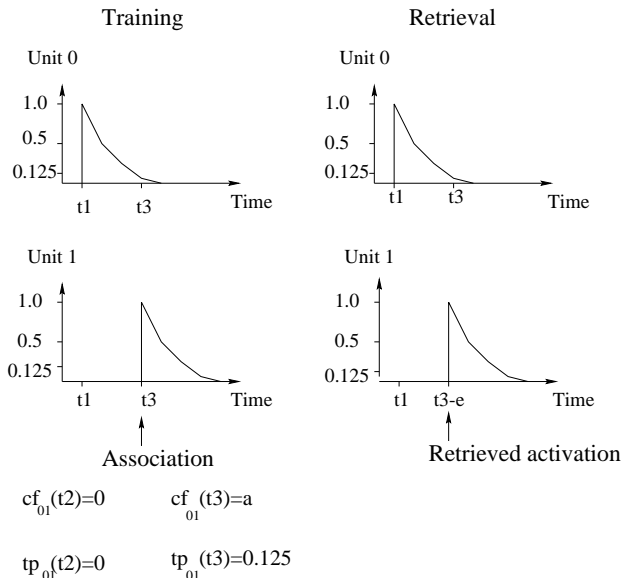 Training
Retrieval
Unit 0
1.0
0.5
0.125
t1
t3
Time
Unit 0
1.0
0.5
0.125
t1
t3
Time
Unit 1
1.0
0.5
0.125
t1
t3
Time
Association
Unit 1
1.0
0.5
0.125
t1
t3-e
Time
Retrieved activation
cf01(t2)=0
cf01(t3)=a
tp01(t2)=0
tp01(t3)=0.125